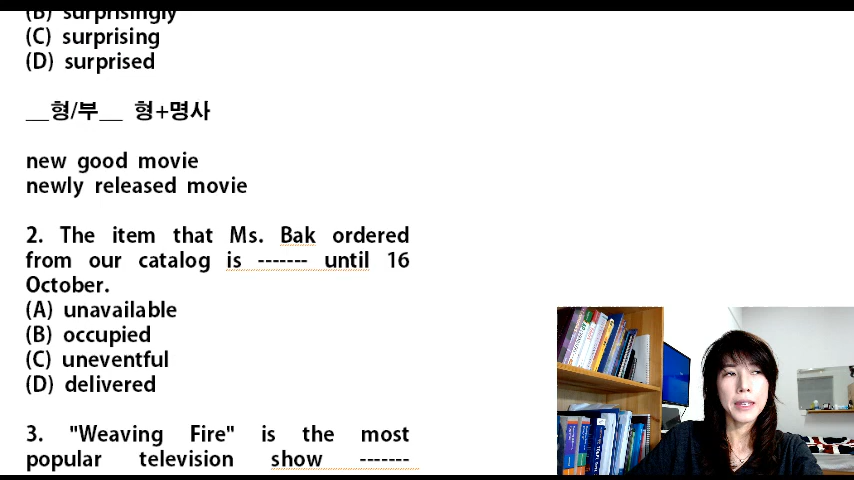 (B) surprisingly
(C) surprising
(D) surprised
__형/부__ 형+명사
new good movie
newly released movie
2. The item that Ms. Bak ordered
from our catalog is ------- until 16
October.
(A) unavailable
(B) occupied
(C) uneventful
(D) delivered
3. "Weaving Fire" is the most
popular television show -------